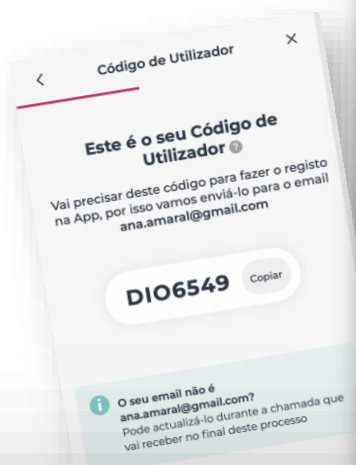 Código de Utilizador
Este é o seu Código de
Utilizador ?
Vai precisar deste código para fazer o registo
na App, por isso vamos enviá-lo para o email
ana.amaral@gmail.com
DIO6549
Copiar
i
O seu email não é
ana.amaral@gmail.com?
Pode actualizá-lo durante a chamada que
vai receber no final deste processo